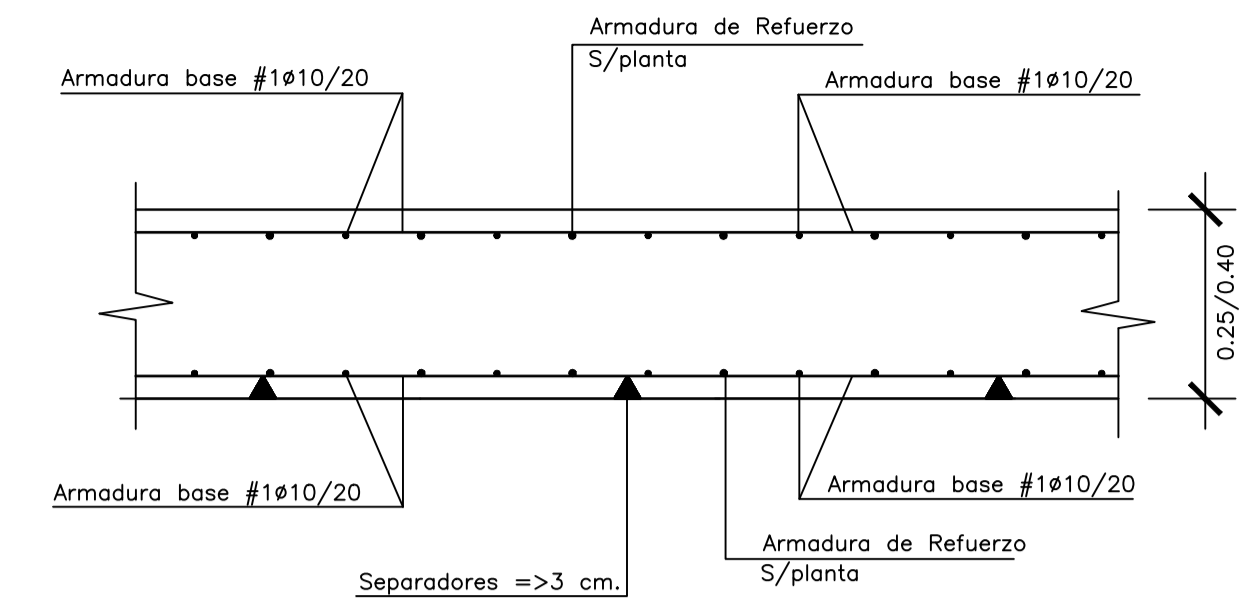 Armadura de Refuerzo
S/planta
Armadura base #1ø10/20
Armadura base #1ø10/20
0.25/0.40
Armadura base #1ø10/20
Armadura base #1ø10/20
Armadura de Refuerzo
S/planta
Separadores =>3 cm.